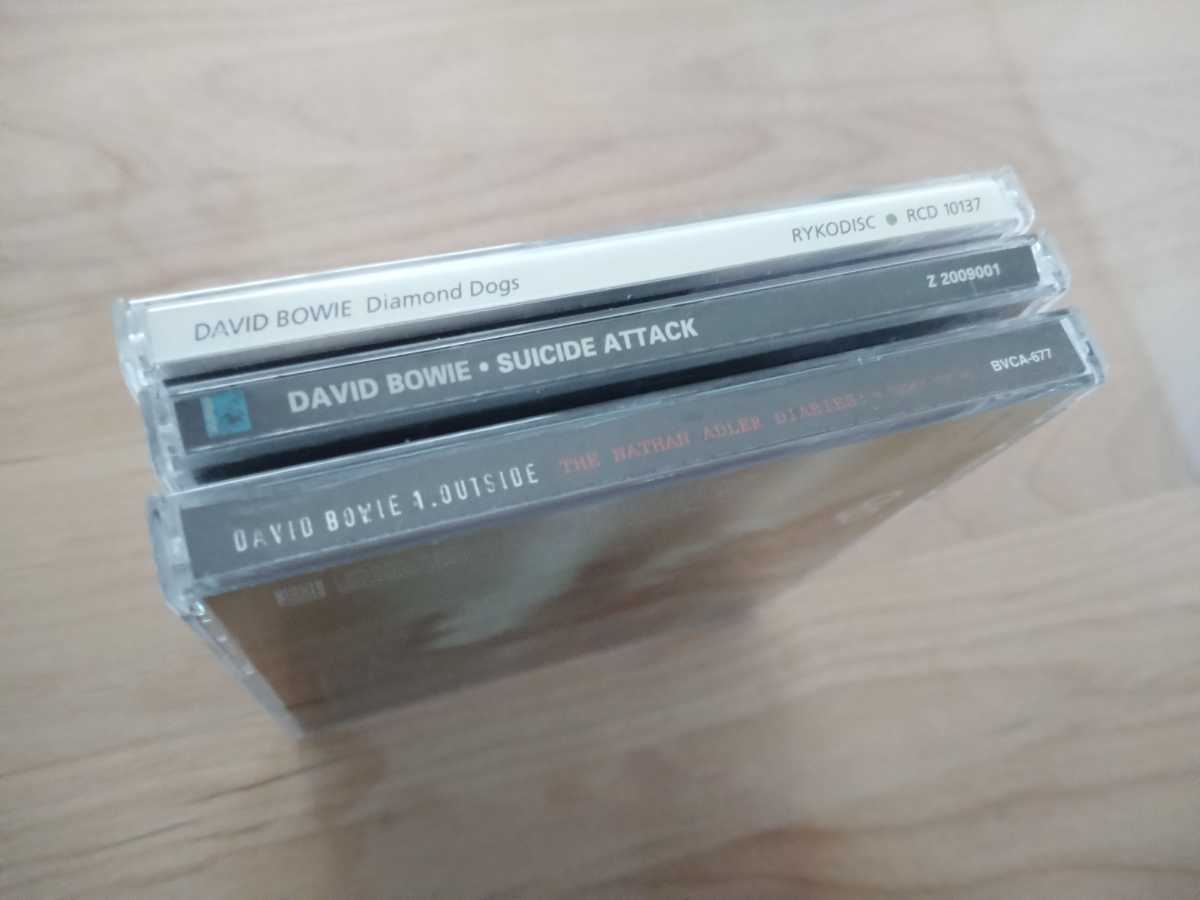 DAVID BOWIE Diamond Dogs RYKODISC ● RCD 10137
DAVID BOWIE • SUICIDE ATTACK Z 2009001
DAVID BOWIE 1.OUTSIDE THE NATHAN ADLER DIARIES: BVCA-677